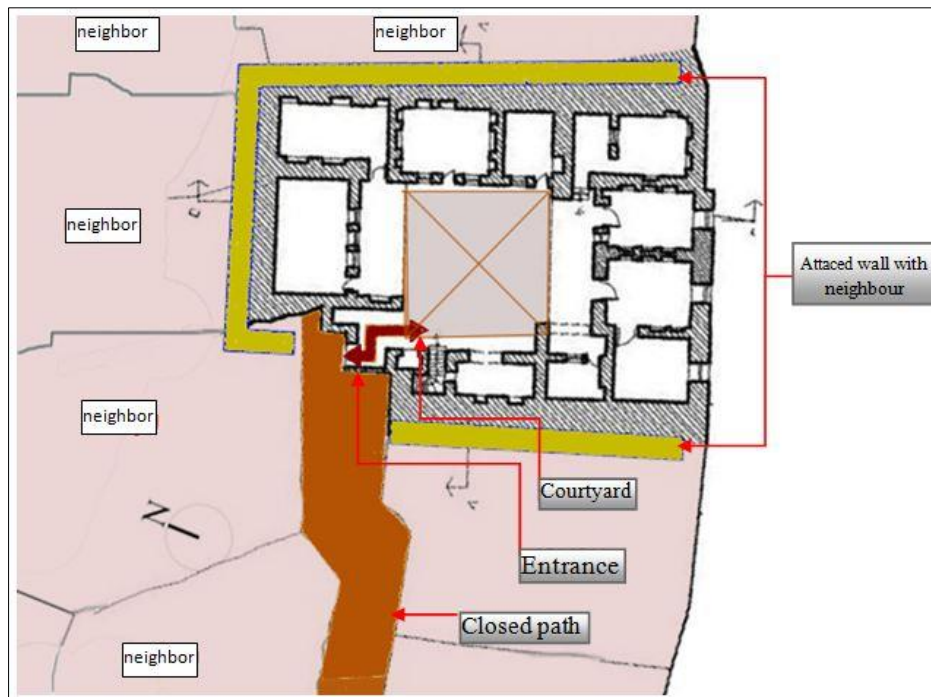 neighbor
neighbor
neighbor
Attaced wall with
neighbour
neighbor
Courtyard
N
Entrance
Closed path
neighbor